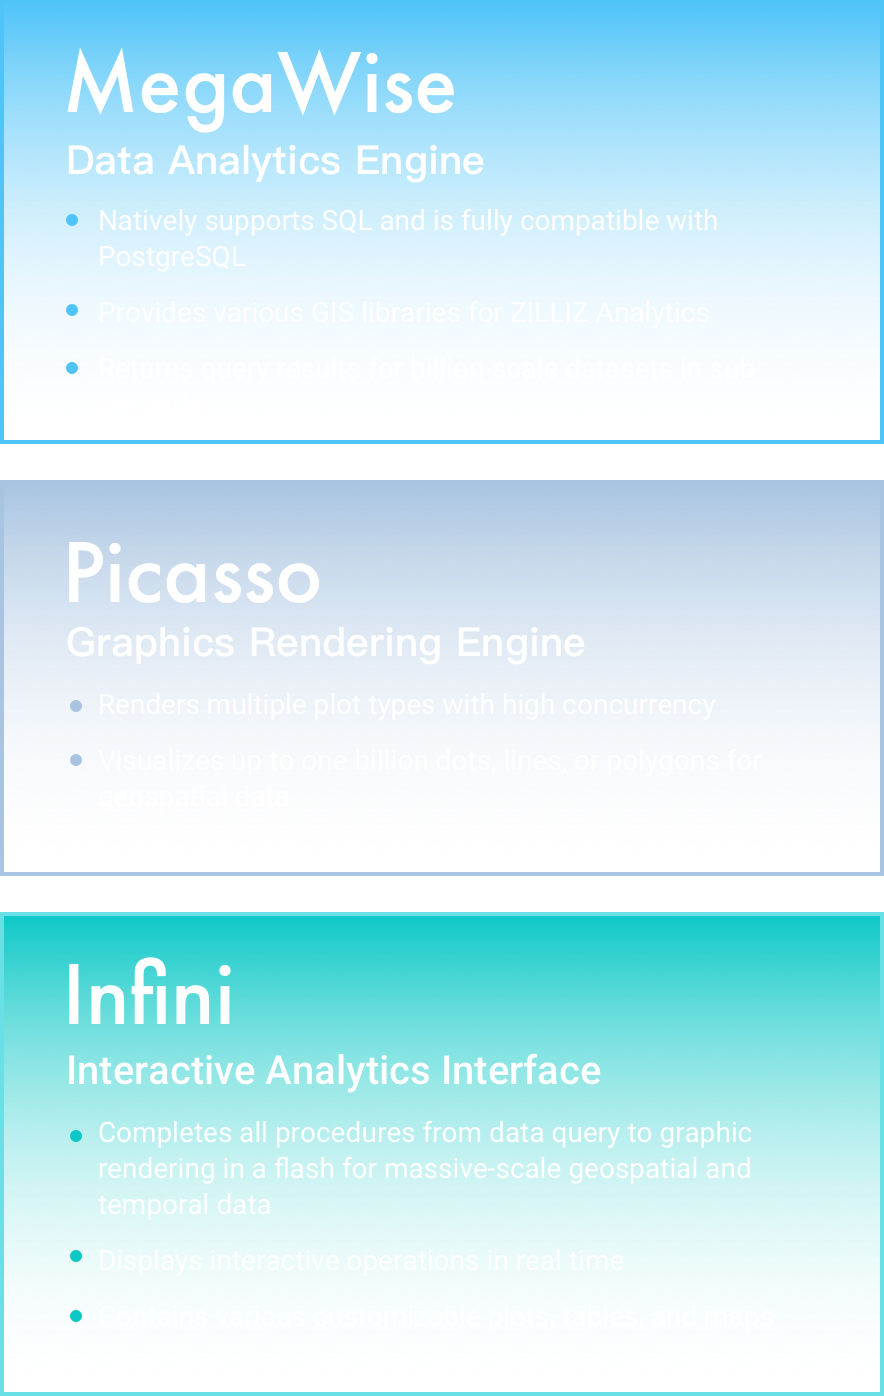 MegaWise
Data Analytics Engine
Natively supports SQL and is fully compatible with
PostgreSQL
Provides various GIS libraries for ZILLIZ Analytics
Returns query results for billion-scale datasets in sub
Picasso
Graphics Rendering Engine
Renders multiple plot types with high concurrency
Visualizes up to one billion dots, lines, or polygons for
geospatial data
Infini
Interactive Analytics Interface
Completes all procedures from data query to graphic
rendering in a flash for massive-scale geospatial and
temporal data
Displays interactive operations in real time
Contains various customizable plots, tables, and maps